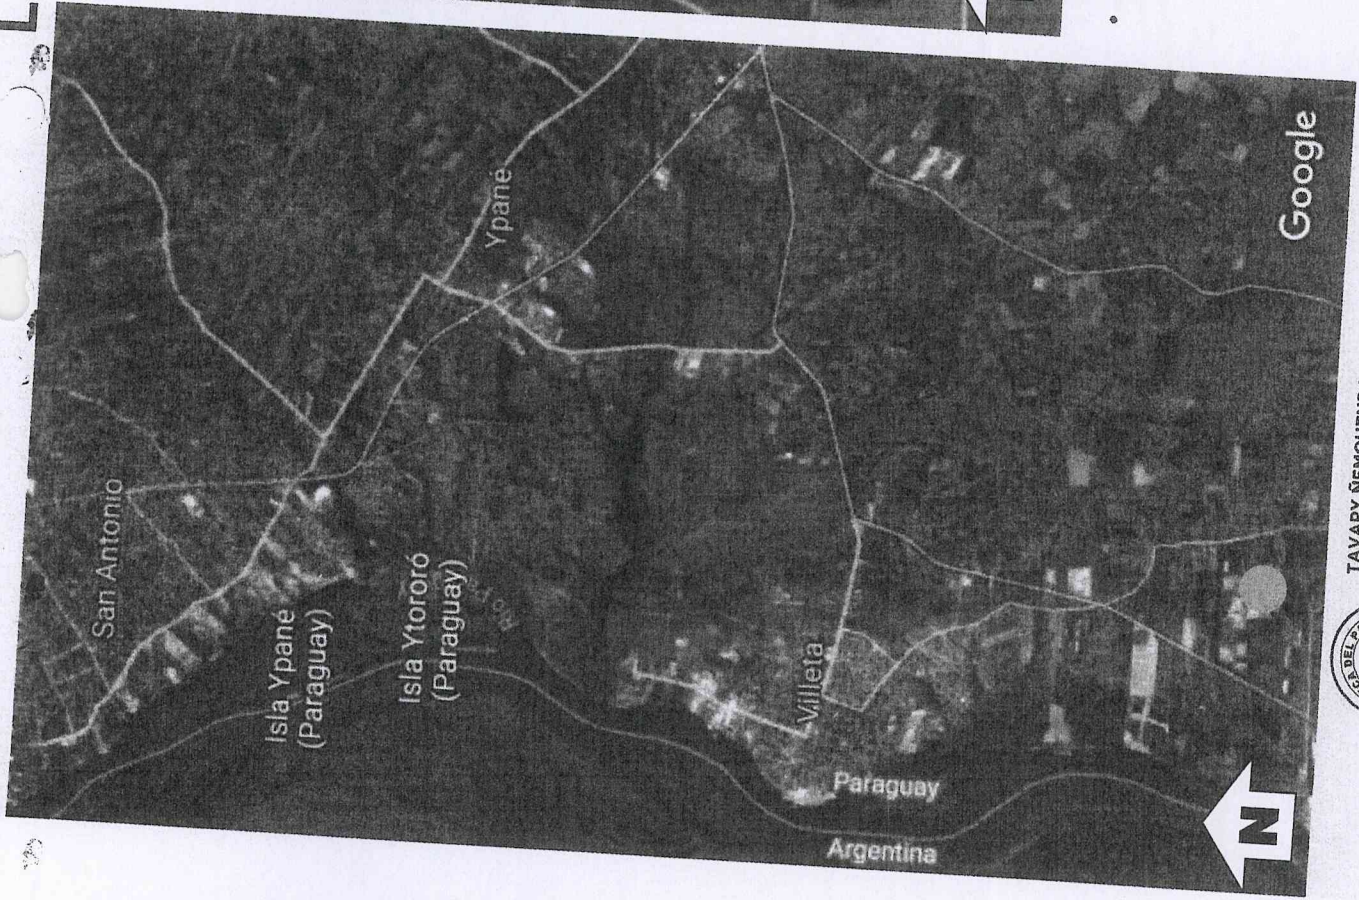 San Antonio
Isla Ypané
(Paraguay)
Isla Ytororó
(Paraguay)
Ypané
Villeta
Paraguay
Argentina
Google
N
TAVARY ÑEMOHENDA